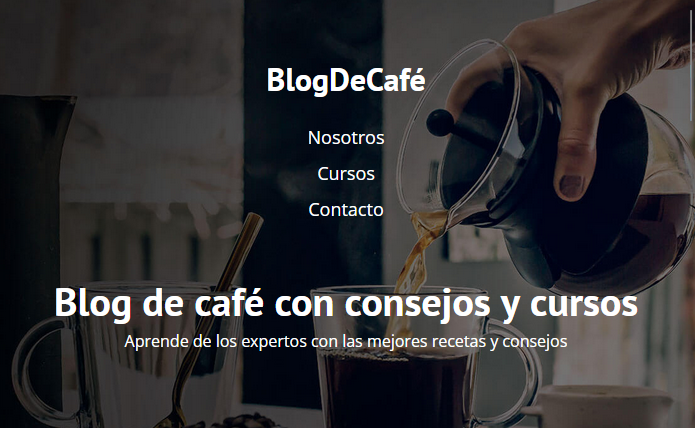 BlogDeCafé
Nosotros
Cursos
Contacto
Blog de café con consejos y cursos
Aprende de los expertos con las mejores recetas y consejos